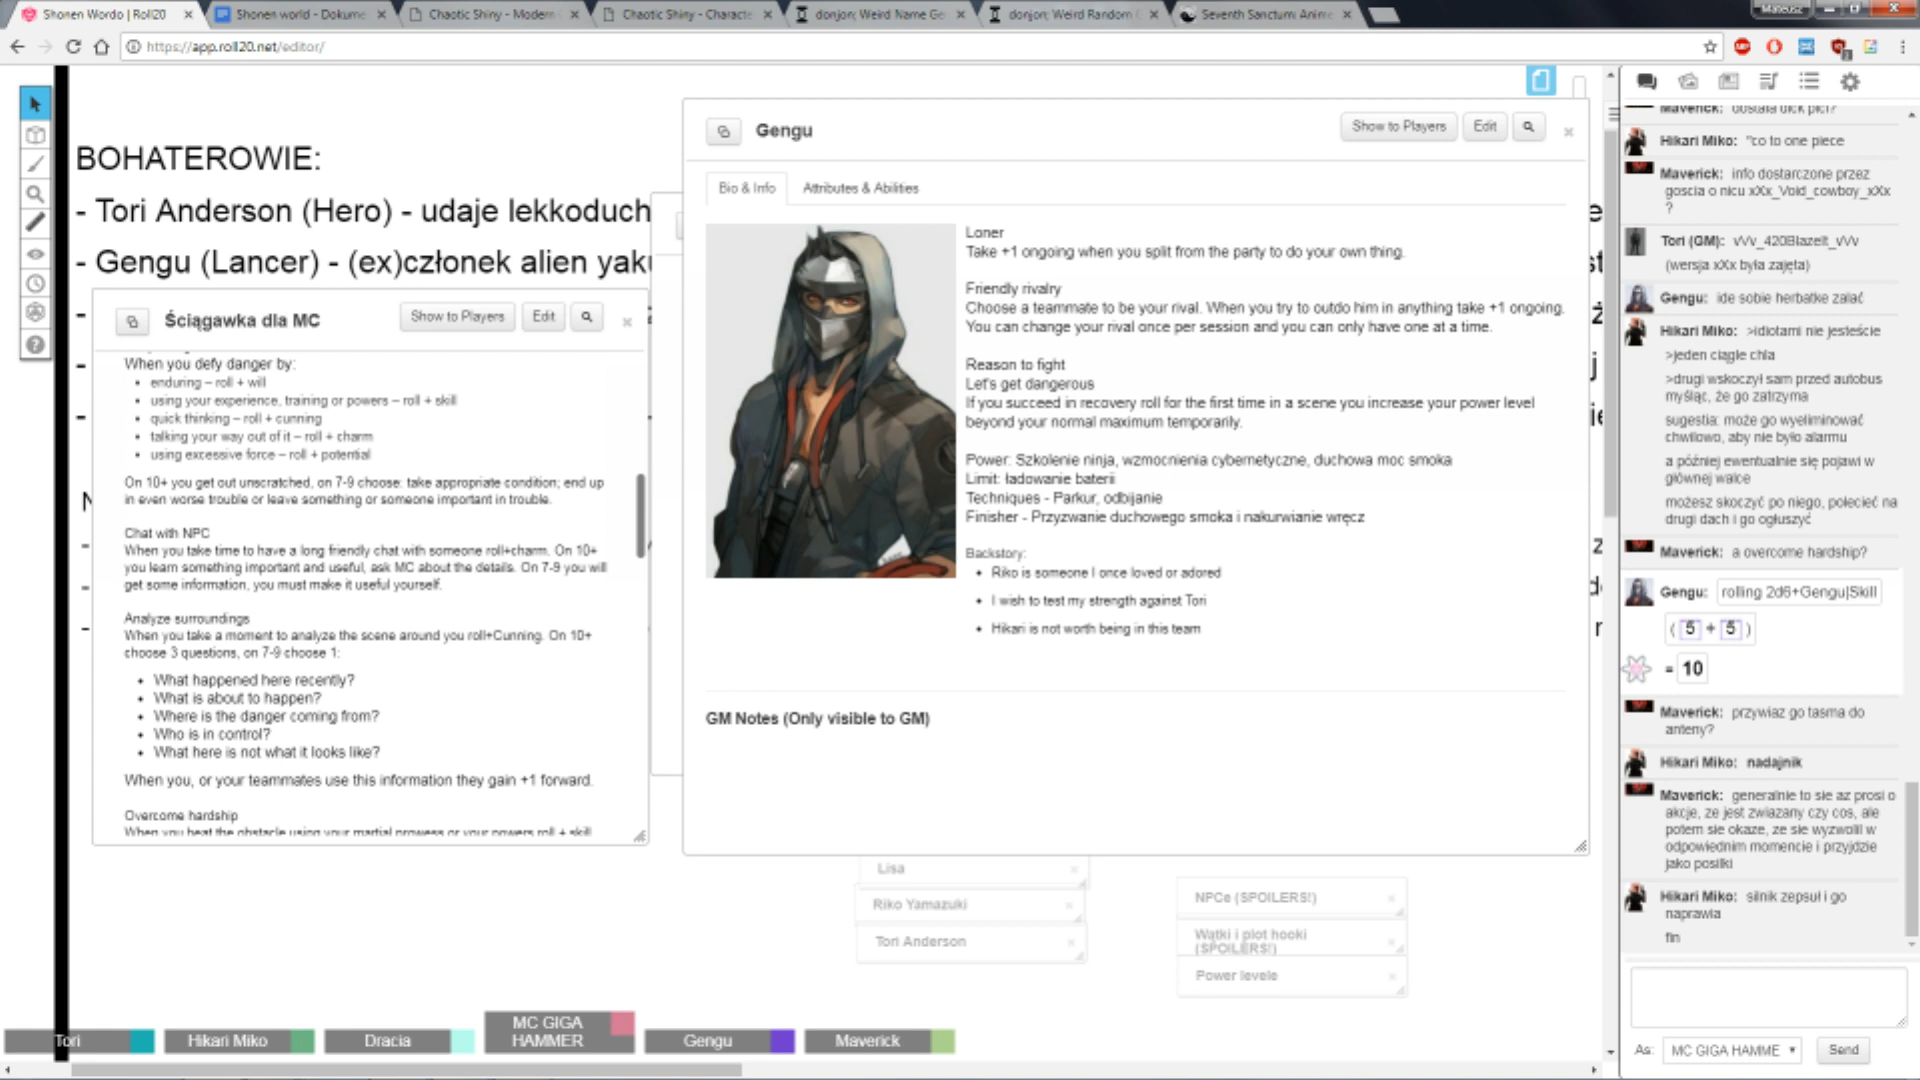 Shonen Wordo | Roll20
Shonen world - Dokume
Chaotic Shiny - Modern
Chaotic Shiny - Characte
donjon; Weird Name Ge
donjon; Weird Random
Seventh Sanctum: Anime
Mateusz
https://app.roll20.net/editor/
BOHATEROWIE:
- Tori Anderson (Hero) - udaje lekkoduch
- Gengu (Lancer) - (ex)członek alien yaku
Ściągawka dla MC
Show to Players
Edit
When you defy danger by:
• enduring – roll + will
• using your experience, training or powers – roll + skill
• quick thinking – roll + cunning
• talking your way out of it – roll + charm
• using excessive force – roll + potential
On 10+ you get out unscratched, on 7-9 choose: take appropriate condition; end up
in even worse trouble or leave something or someone important in trouble.
Chat with NPC
When you take time to have a long friendly chat with someone roll+charm. On 10+
you learn something important and useful, ask MC about the details. On 7-9 you will
get some information, you must make it useful yourself.
Analyze surroundings
When you take a moment to analyze the scene around you roll+Cunning. On 10+
choose 3 questions, on 7-9 choose 1:
• What happened here recently?
• What is about to happen?
• Where is the danger coming from?
• Who is in control?
• What here is not what it looks like?
When you, or your teammates use this information they gain +1 forward.
Overcome hardship
When you beat the obstacle using your martial prowess or your powers roll + skill
Gengu
Show to Players
Edit
Bio & Info
Attributes & Abilities
Loner
Take +1 ongoing when you split from the party to do your own thing.
Friendly rivalry
Choose a teammate to be your rival. When you try to outdo him in anything take +1 ongoing.
You can change your rival once per session and you can only have one at a time.
Reason to fight
Let's get dangerous
If you succeed in recovery roll for the first time in a scene you increase your power level
beyond your normal maximum temporarily.
Power: Szkolenie ninja, wzmocnienia cybernetyczne, duchowa moc smoka
Limit: ładowanie baterii
Techniques - Parkur, odbijanie
Finisher - Przyzwanie duchowego smoka i nakurwianie wręcz
Backstory:
• Riko is someone I once loved or adored
• I wish to test my strength against Tori
• Hikari is not worth being in this team
GM Notes (Only visible to GM)
Lisa
Riko Yamazuki
Tori Anderson
NPCe (SPOILERS!)
Wątki i plot hooki
(SPOILERS!)
Power levele
Tori
Hikari Miko
Dracia
MC GIGA
HAMMER
Gengu
Maverick
Maverick: dostala dick pici?
Hikari Miko: "co to one piece
Maverick: info dostarczone przez
goscia o nicu xXx_Void_cowboy_xXx
?
Tori (GM): vVv_420BlazeIt_vVv
(wersja xXx była zajęta)
Gengu: ide sobie herbatke zalać
Hikari Miko: >idiotami nie jesteście
>jeden ciągle chla
>drugi wskoczył sam przed autobus
myśląc, że go zatrzyma
sugestia: może go wyeliminować
chwilowo, aby nie było alarmu
a później ewentualnie się pojawi w
głównej walce
możesz skoczyć po niego, polecieć na
drugi dach i go ogłuszyć
Maverick: a overcome hardship?
Gengu: rolling 2d6+Gengu|Skill
( 5 + 5 )
= 10
Maverick: przywiaz go tasma do
anteny?
Hikari Miko: nadajnik
Maverick: generalnie to sie az prosi o
akcje, ze jest zwiazany czy cos, ale
potem sie okaze, ze sie wyzwolil w
odpowiednim momencie i przyjdzie
jako posilki
Hikari Miko: silnik zepsuł i go
naprawia
fin
As:
MC GIGA HAMME
Send